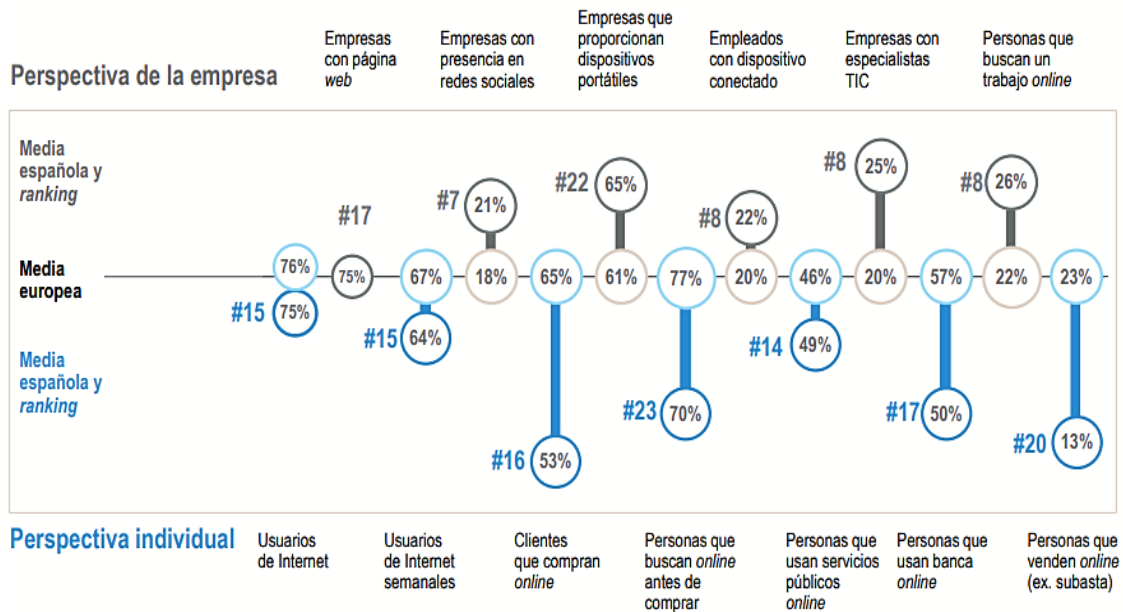 Perspectiva de la empresa
Empresas
con página
web
Empresas con
presencia en
redes sociales
Empresas que
proporcionan
dispositivos
portátiles
Empleados
con dispositivo
conectado
Empresas con
especialistas
TIC
Personas que
buscan un
trabajo online
Media
española y
ranking
#17
#7
21%
#22
65%
#8
22%
#8
25%
#8
26%
Media
europea
76%
75%
67%
18%
65%
61%
77%
20%
46%
20%
57%
22%
23%
Media
española y
ranking
#15
75%
#15
64%
#16
53%
#23
70%
#14
49%
#17
50%
#20
13%
Perspectiva individual
Usuarios
de Internet
Usuarios
de Internet
semanales
Clientes
que compran
online
Personas que
buscan online
antes de
comprar
Personas que
usan servicios
públicos
online
Personas que
usan banca
online
Personas que
venden online
(ex. subasta)